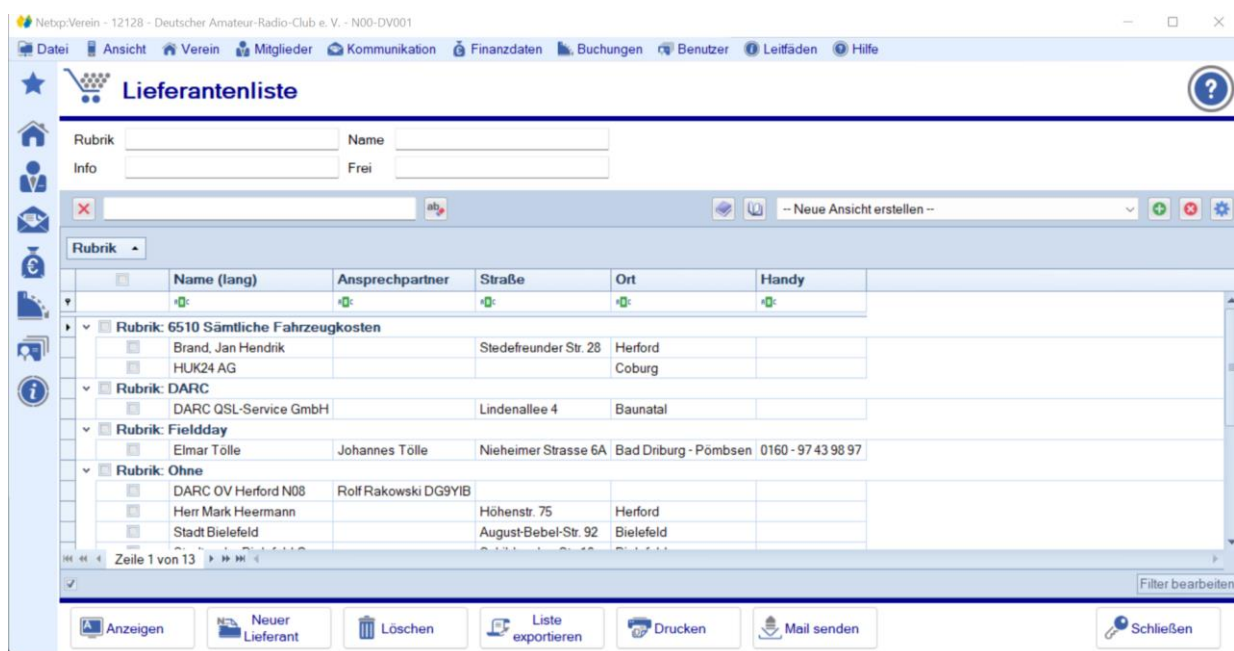 Netxp:Verein - 12128 - Deutscher Amateur-Radio-Club e. V. - N00-DV001
Datei Ansicht Verein Mitglieder Kommunikation Finanzdaten Buchungen Benutzer Leitfäden Hilfe
Lieferantenliste
Rubrik Name
Info Frei
-- Neue Ansicht erstellen --
Rubrik
Name (lang) Ansprechpartner Straße Ort Handy
Rubrik: 6510 Sämtliche Fahrzeugkosten
Brand, Jan Hendrik Stedefreunder Str. 28 Herford
HUK24 AG Coburg
Rubrik: DARC
DARC QSL-Service GmbH Lindenallee 4 Baunatal
Rubrik: Fieldday
Elmar Tölle Johannes Tölle Nieheimer Strasse 6A Bad Driburg - Pömbsen 0160 - 97 43 98 97
Rubrik: Ohne
DARC OV Herford N08 Rolf Rakowski DG9YIB
Herr Mark Heermann Höhenstr. 75 Herford
Stadt Bielefeld August-Bebel-Str. 92 Bielefeld
Zeile 1 von 13
Filter bearbeiten
Anzeigen Neuer Lieferant Löschen Liste exportieren Drucken Mail senden Schließen